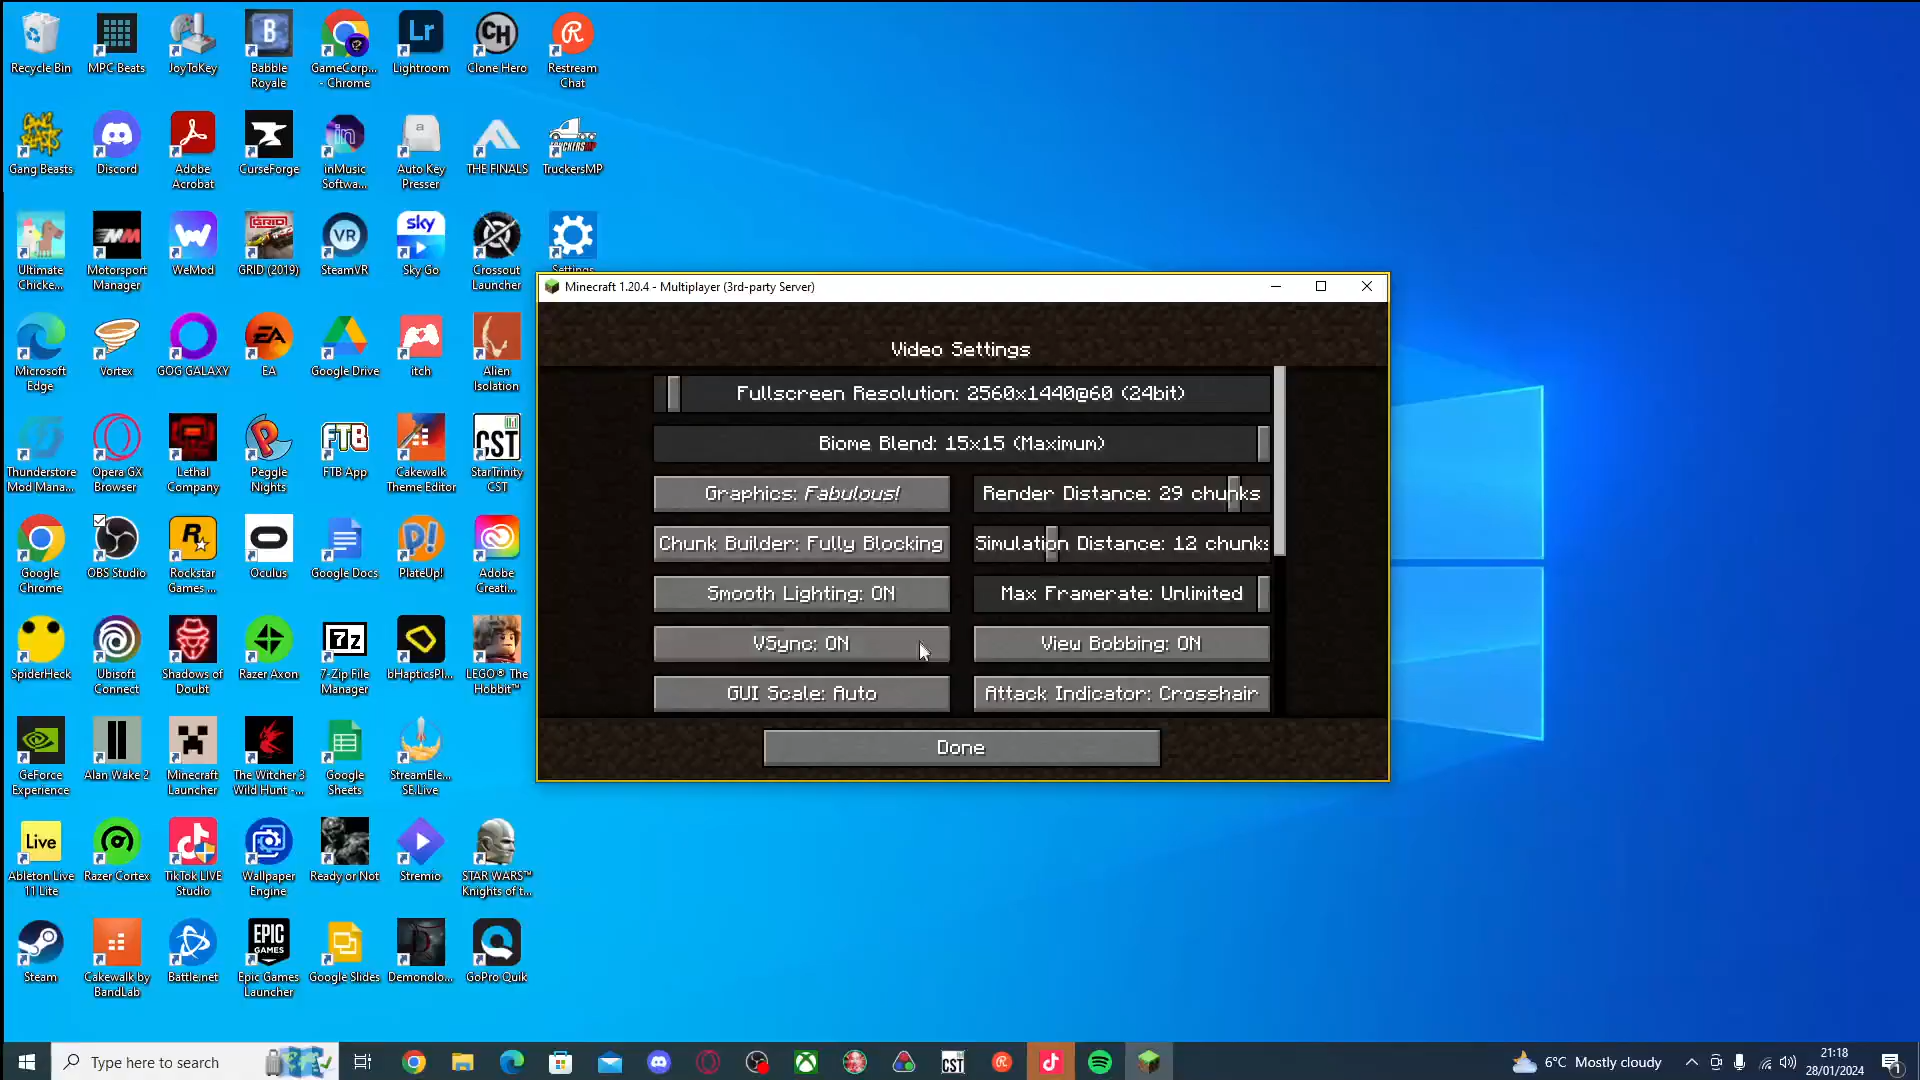 Recycle Bin
MPC Beats
JoyToKey
Babble
Royale
GameCorp...
- Chrome
Lightroom
Clone Hero
Restream
Chat
Gang Beasts
Discord
Adobe
Acrobat
CurseForge
inMusic
Softwa...
Auto Key
Presser
THE FINALS
TruckersMP
Ultimate
Chicke...
Motorsport
Manager
WeMod
GRID (2019)
SteamVR
Sky Go
Crossout
Launcher
Settings
Microsoft
Edge
Vortex
GOG GALAXY
EA
Google Drive
itch
Alien
Isolation
Thunderstore
Mod Mana...
Opera GX
Browser
Lethal
Company
Peggle
Nights
FTB App
Cakewalk
Theme Editor
StarTrinity
CST
Google
Chrome
OBS Studio
Rockstar
Games ...
Oculus
Google Docs
PlateUp!
Adobe
Creati...
SpiderHeck
Ubisoft
Connect
Shadows of
Doubt
Razer Axon
7-Zip File
Manager
bHapticsPl...
LEGO® The
Hobbit™
GeForce
Experience
Alan Wake 2
Minecraft
Launcher
The Witcher 3
Wild Hunt -...
Google
Sheets
StreamEle...
SE.Live
Ableton Live
11 Lite
Razer Cortex
TikTok LIVE
Studio
Wallpaper
Engine
Ready or Not
Stremio
STAR WARS™
Knights of t...
Steam
Cakewalk by
BandLab
Battle.net
Epic Games
Launcher
Google Slides
Demonolo...
GoPro Quik
Minecraft 1.20.4 - Multiplayer (3rd-party Server)
Video Settings
Fullscreen Resolution: 2560x1440@60 (24bit)
Biome Blend: 15x15 (Maximum)
Graphics: Fabulous!
Render Distance: 29 chunks
Chunk Builder: Fully Blocking
Simulation Distance: 12 chunks
Smooth Lighting: ON
Max Framerate: Unlimited
VSync: ON
View Bobbing: ON
GUI Scale: Auto
Attack Indicator: Crosshair
Done
Type here to search
6°C Mostly cloudy
21:18
28/01/2024